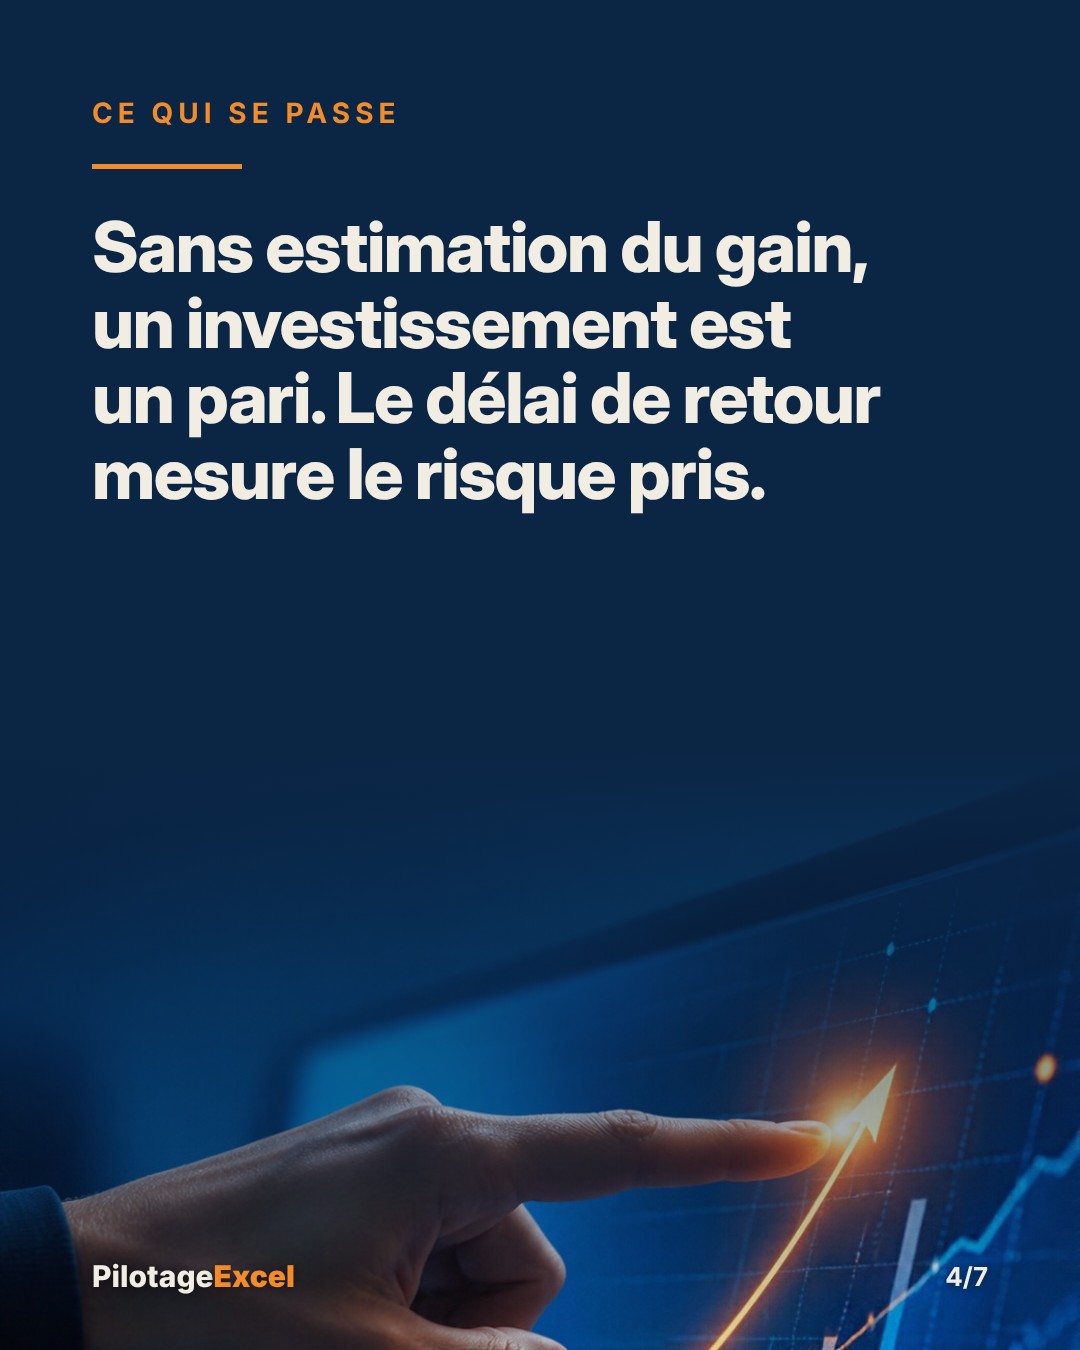 CE QUI SE PASSE
Sans estimation du gain,
un investissement est
un pari. Le délai de retour
mesure le risque pris.
PilotageExcel
4/7